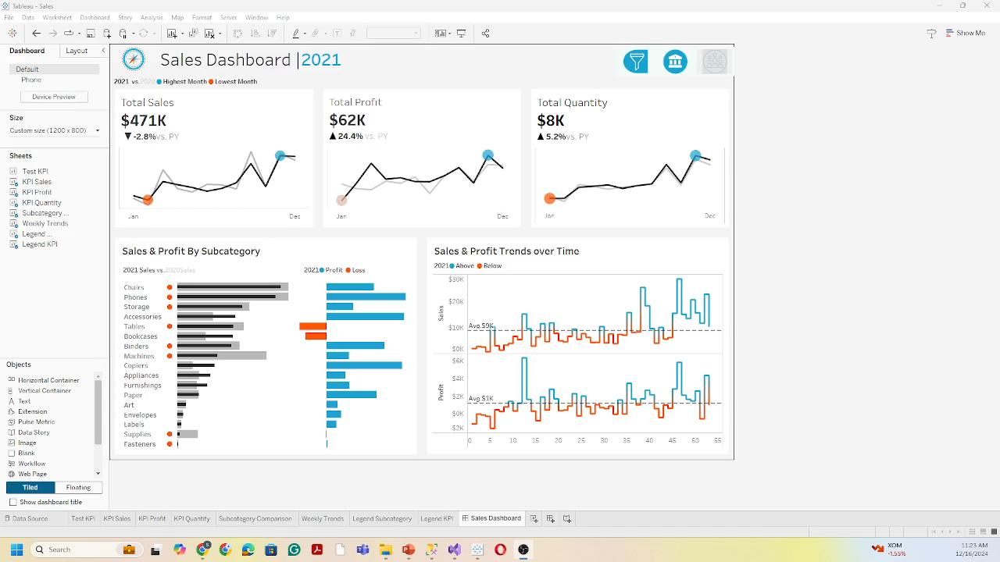 Tableau - Sales
File Data Worksheet Dashboard Story Analysis Map Format Server Window Help
Show Me
Dashboard Layout
Default
Phone
Device Preview
Size
Custom size (1200 x 800)
Sheets
Test KPI
KPI Sales
KPI Profit
KPI Quantity
Subcategory ...
Weekly Trends
Legend ...
Legend KPI
Objects
Horizontal Container
Vertical Container
Text
Extension
Pulse Metric
Data Story
Image
Blank
Workflow
Web Page
Tiled Floating
Show dashboard title
Sales Dashboard |2021
2021 vs.2020 Highest Month Lowest Month
Total Sales
$471K
▼ -2.8% vs. PY
Jan Dec
Total Profit
$62K
▲ 24.4% vs. PY
Jan Dec
Total Quantity
$8K
▲ 5.2% vs. PY
Jan Dec
Sales & Profit By Subcategory
2021 Sales vs.2020Sales
2021 Profit Loss
Chairs
Phones
Storage
Accessories
Tables
Bookcases
Binders
Machines
Copiers
Appliances
Furnishings
Paper
Art
Envelopes
Labels
Supplies
Fasteners
Sales & Profit Trends over Time
2021 Above Below
Sales
$30K
$20K
$10K
$0K
Avg.$9K
Profit
$6K
$4K
$0K
$2K
Avg.$1K
0 5 10 15 20 25 30 35 40 45 50 55
Data Source Test KPI KPI Sales KPI Profit KPI Quantity Subcategory Comparison Weekly Trends Legend Subcategory Legend KPI Sales Dashboard
Search
XOM
-1.55%
11:23 AM
12/16/2024